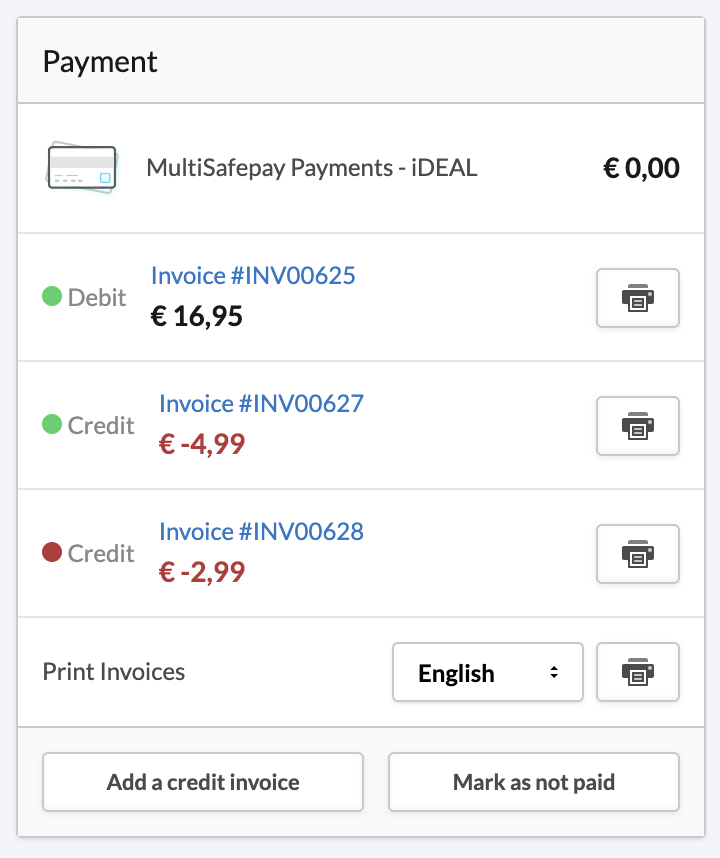 Payment
MultiSafepay Payments - iDEAL € 0,00
Invoice #INV00625
Debit
€ 16,95
Invoice #INV00627
Credit
€ -4,99
Invoice #INV00628
Credit
€ -2,99
Print Invoices English
Add a credit invoice Mark as not paid